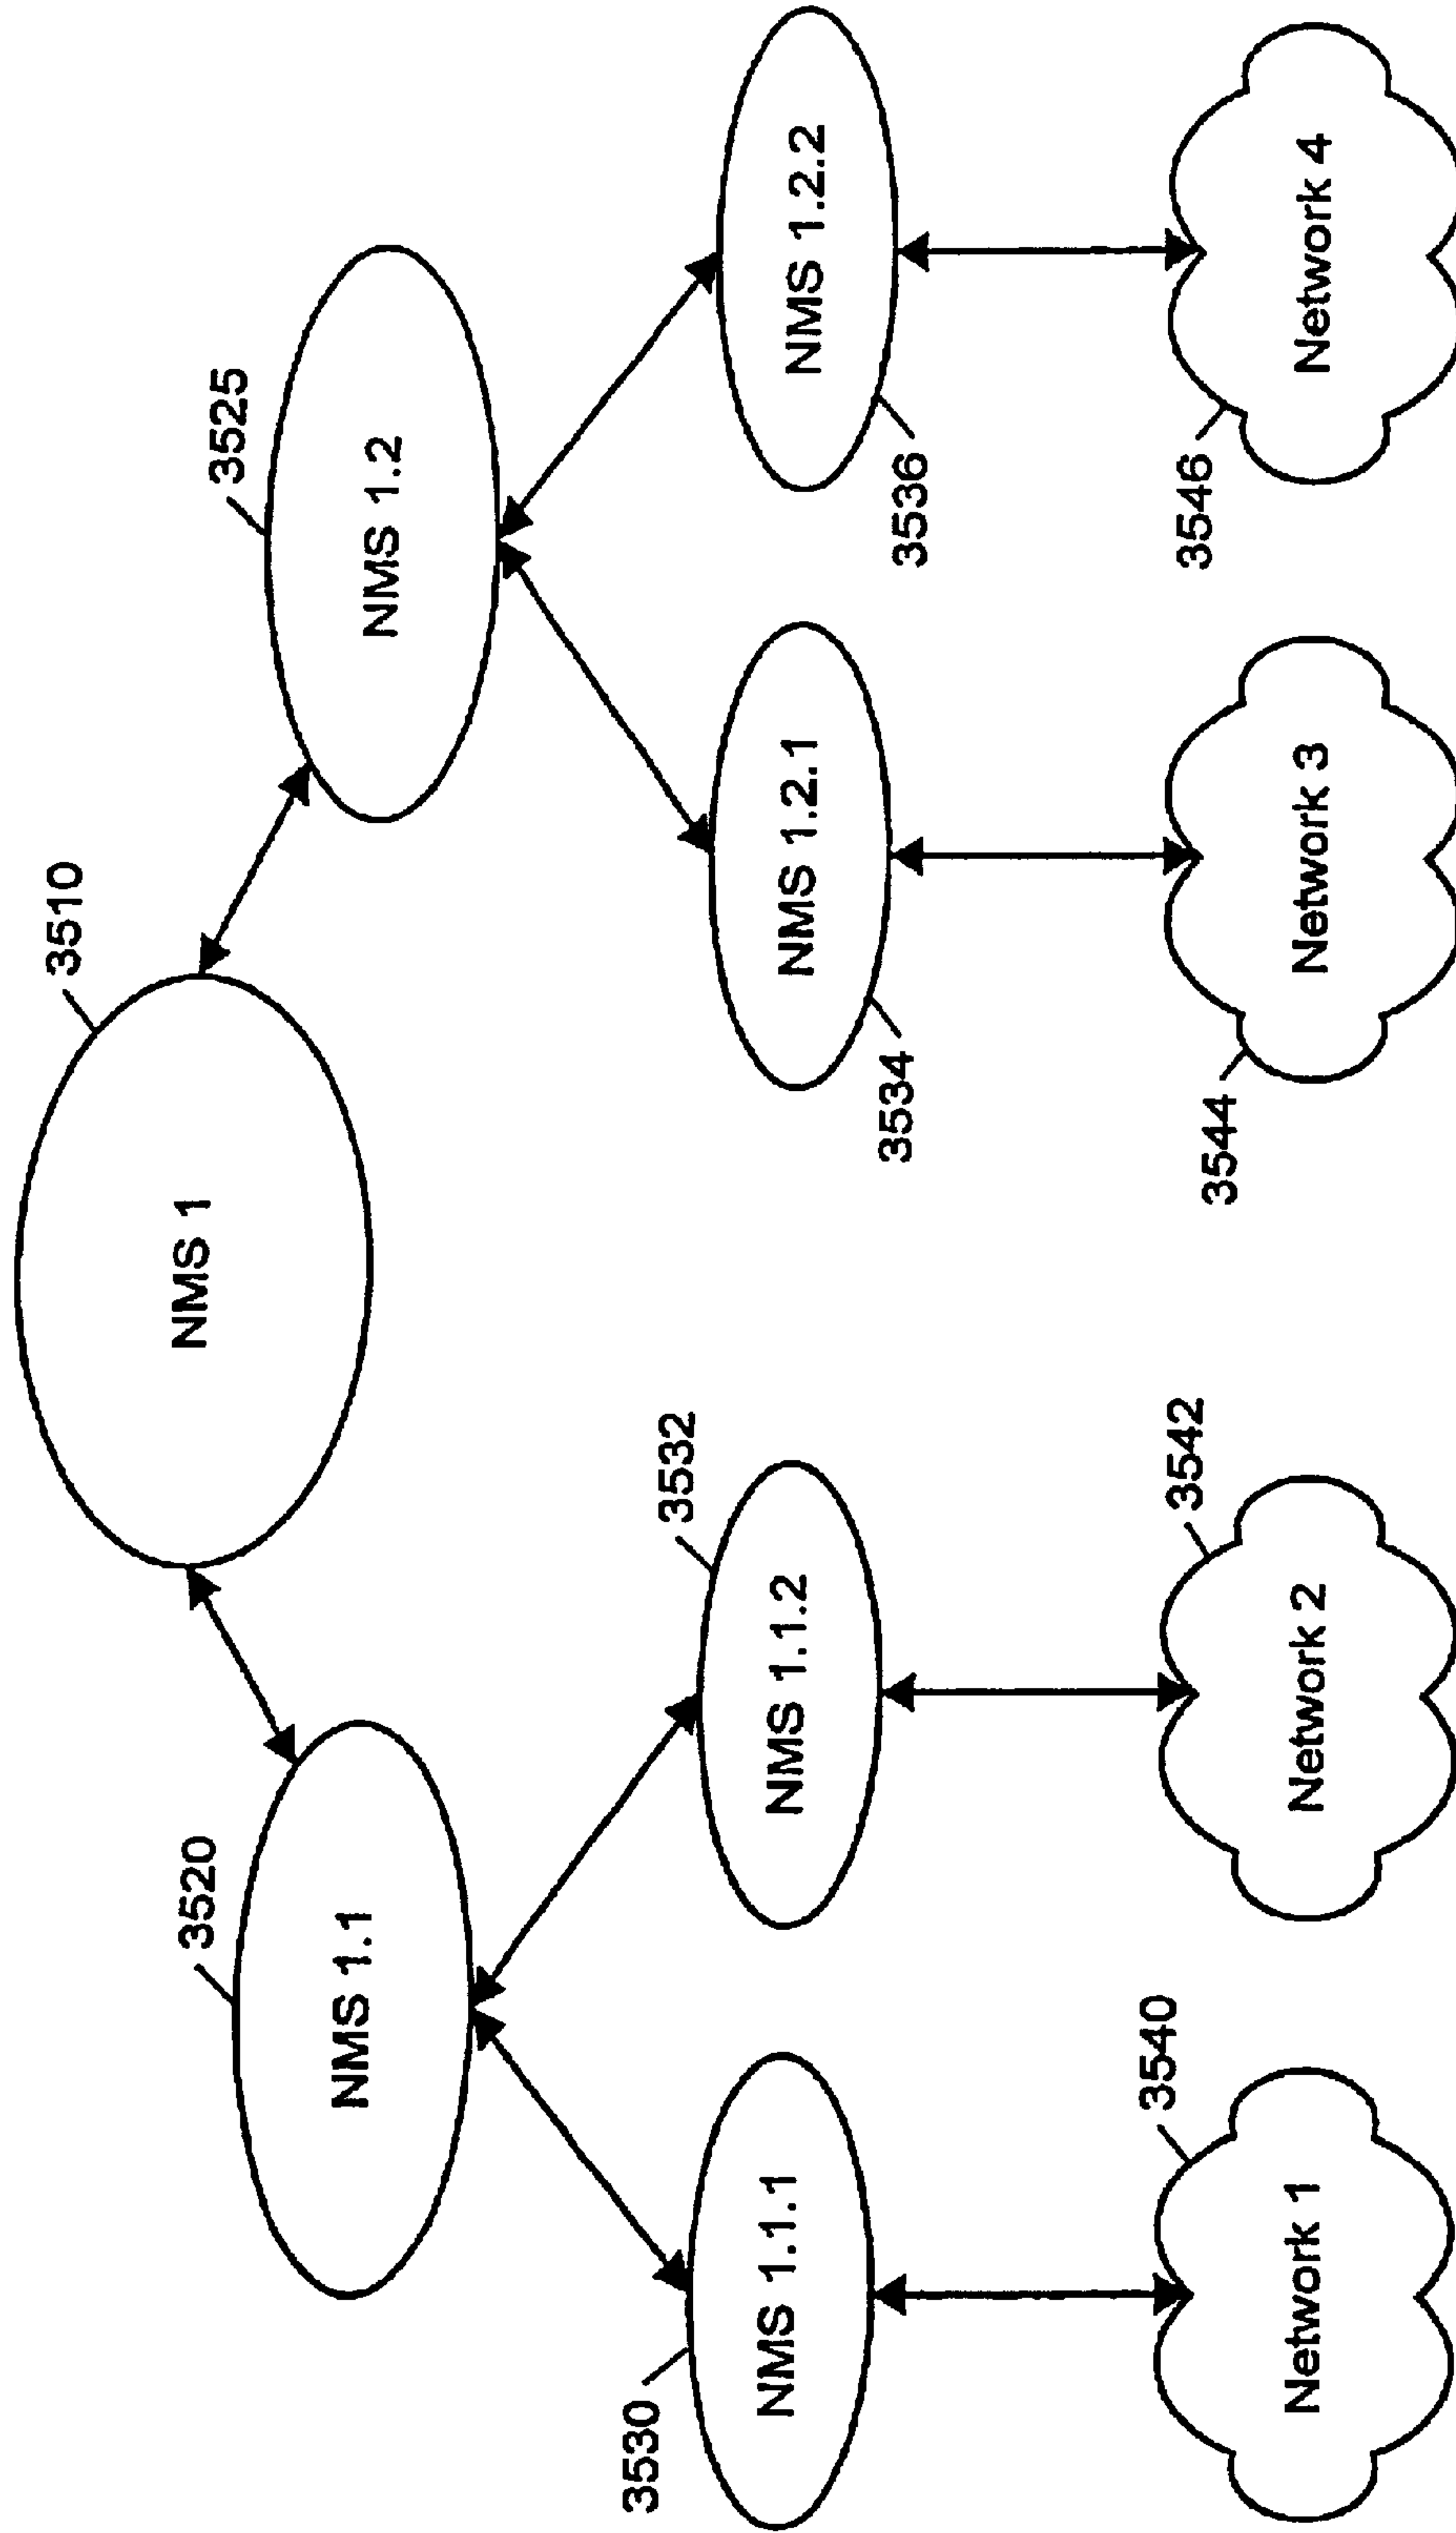 3510
NMS 1
3520
NMS 1.1
3525
NMS 1.2
3530
NMS 1.1.1
3532
NMS 1.1.2
3534
NMS 1.2.1
3536
NMS 1.2.2
3540
Network 1
3542
Network 2
3544
Network 3
3546
Network 4